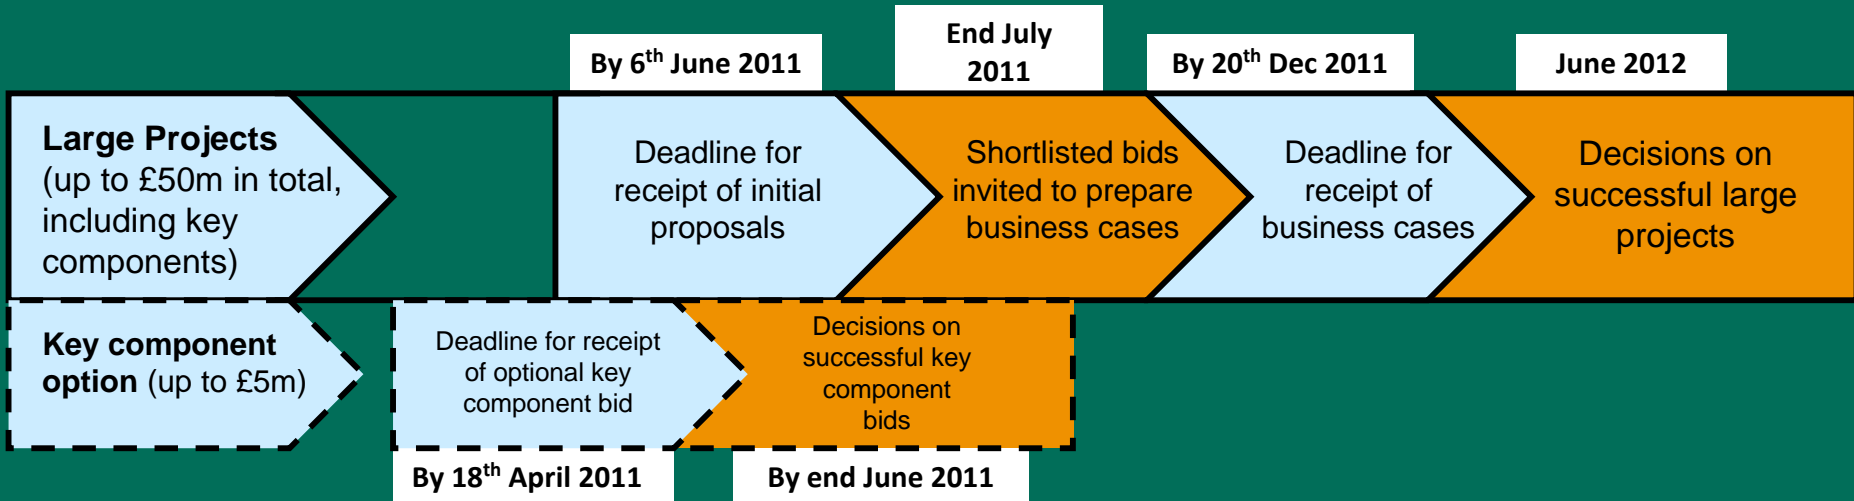 By 6th June 2011
End July
2011
By 20th Dec 2011
June 2012
Large Projects
(up to £50m in total,
including key
components)
Deadline for
receipt of initial
proposals
Shortlisted bids
invited to prepare
business cases
Deadline for
receipt of
business cases
Decisions on
successful large
projects
Key component
option (up to £5m)
Deadline for receipt
of optional key
component bid
Decisions on
successful key
component
bids
By 18th April 2011
By end June 2011